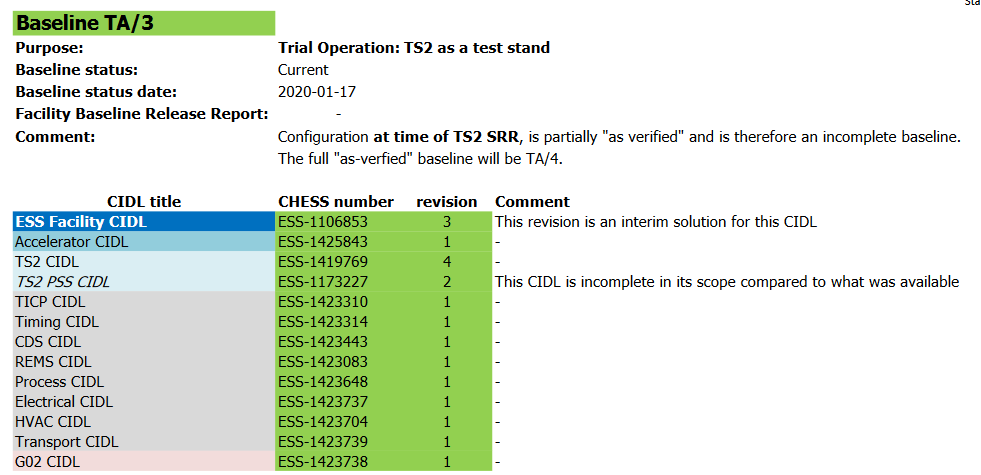 Sta
Baseline TA/3
Purpose: Trial Operation: TS2 as a test stand
Baseline status: Current
Baseline status date: 2020-01-17
Facility Baseline Release Report: -
Comment: Configuration at time of TS2 SRR, is partially "as verified" and is therefore an incomplete baseline.
The full "as-verfied" baseline will be TA/4.
CIDL title CHESS number revision Comment
ESS Facility CIDL ESS-1106853 3 This revision is an interim solution for this CIDL
Accelerator CIDL ESS-1425843 1 -
TS2 CIDL ESS-1419769 4 -
TS2 PSS CIDL ESS-1173227 2 This CIDL is incomplete in its scope compared to what was available
TICP CIDL ESS-1423310 1 -
Timing CIDL ESS-1423314 1 -
CDS CIDL ESS-1423443 1 -
REMS CIDL ESS-1423083 1 -
Process CIDL ESS-1423648 1 -
Electrical CIDL ESS-1423737 1 -
HVAC CIDL ESS-1423704 1 -
Transport CIDL ESS-1423739 1 -
G02 CIDL ESS-1423738 1 -